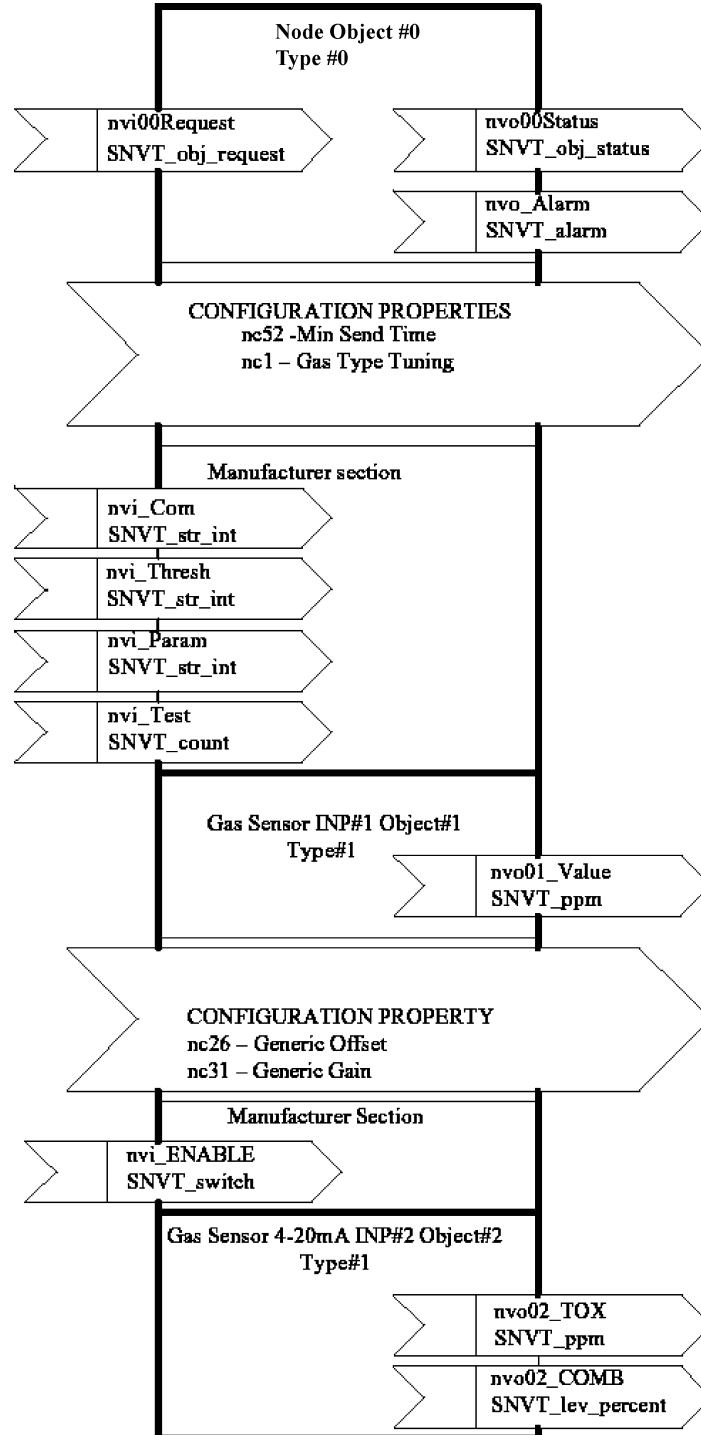 Node Object #0
Type #0
nvi00Request
SNVT_obj_request
nvo00Status
SNVT_obj_status
nvo_Alarm
SNVT_alarm
CONFIGURATION PROPERTIES
nc52 -Min Send Time
nc1 – Gas Type Tuning
Manufacturer section
nvi_Com
SNVT_str_int
nvi_Thresh
SNVT_str_int
nvi_Param
SNVT_str_int
nvi_Test
SNVT_count
Gas Sensor INP#1 Object#1
Type#1
nvo01_Value
SNVT_ppm
CONFIGURATION PROPERTY
nc26 – Generic Offset
nc31 – Generic Gain
Manufacturer Section
nvi_ENABLE
SNVT_switch
Gas Sensor 4-20mA INP#2 Object#2
Type#1
nvo02_TOX
SNVT_ppm
nvo02_COMB
SNVT_lev_percent